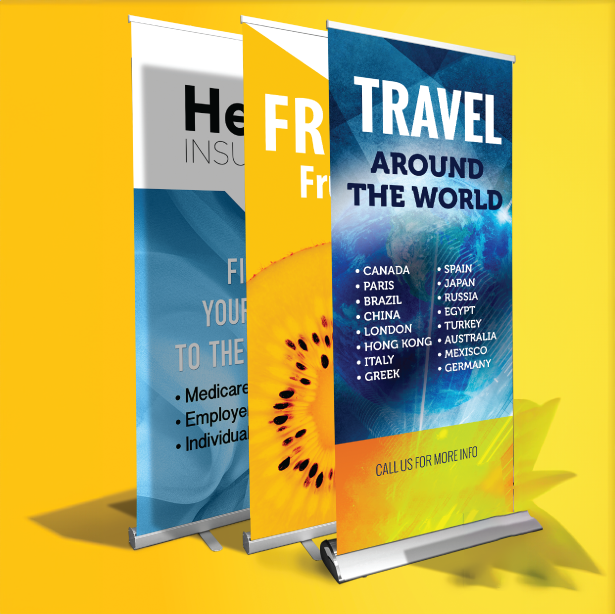 He
INSU
FI
YOUR
TO THE
• Medicare
• Employe
• Individual
FR
Fr
TRAVEL
AROUND
THE WORLD
• CANADA
• PARIS
• BRAZIL
• CHINA
• LONDON
• HONG KONG
• ITALY
• GREEK
• SPAIN
• JAPAN
• RUSSIA
• EGYPT
• TURKEY
• AUSTRALIA
• MEXISCO
• GERMANY
CALL US FOR MORE INFO